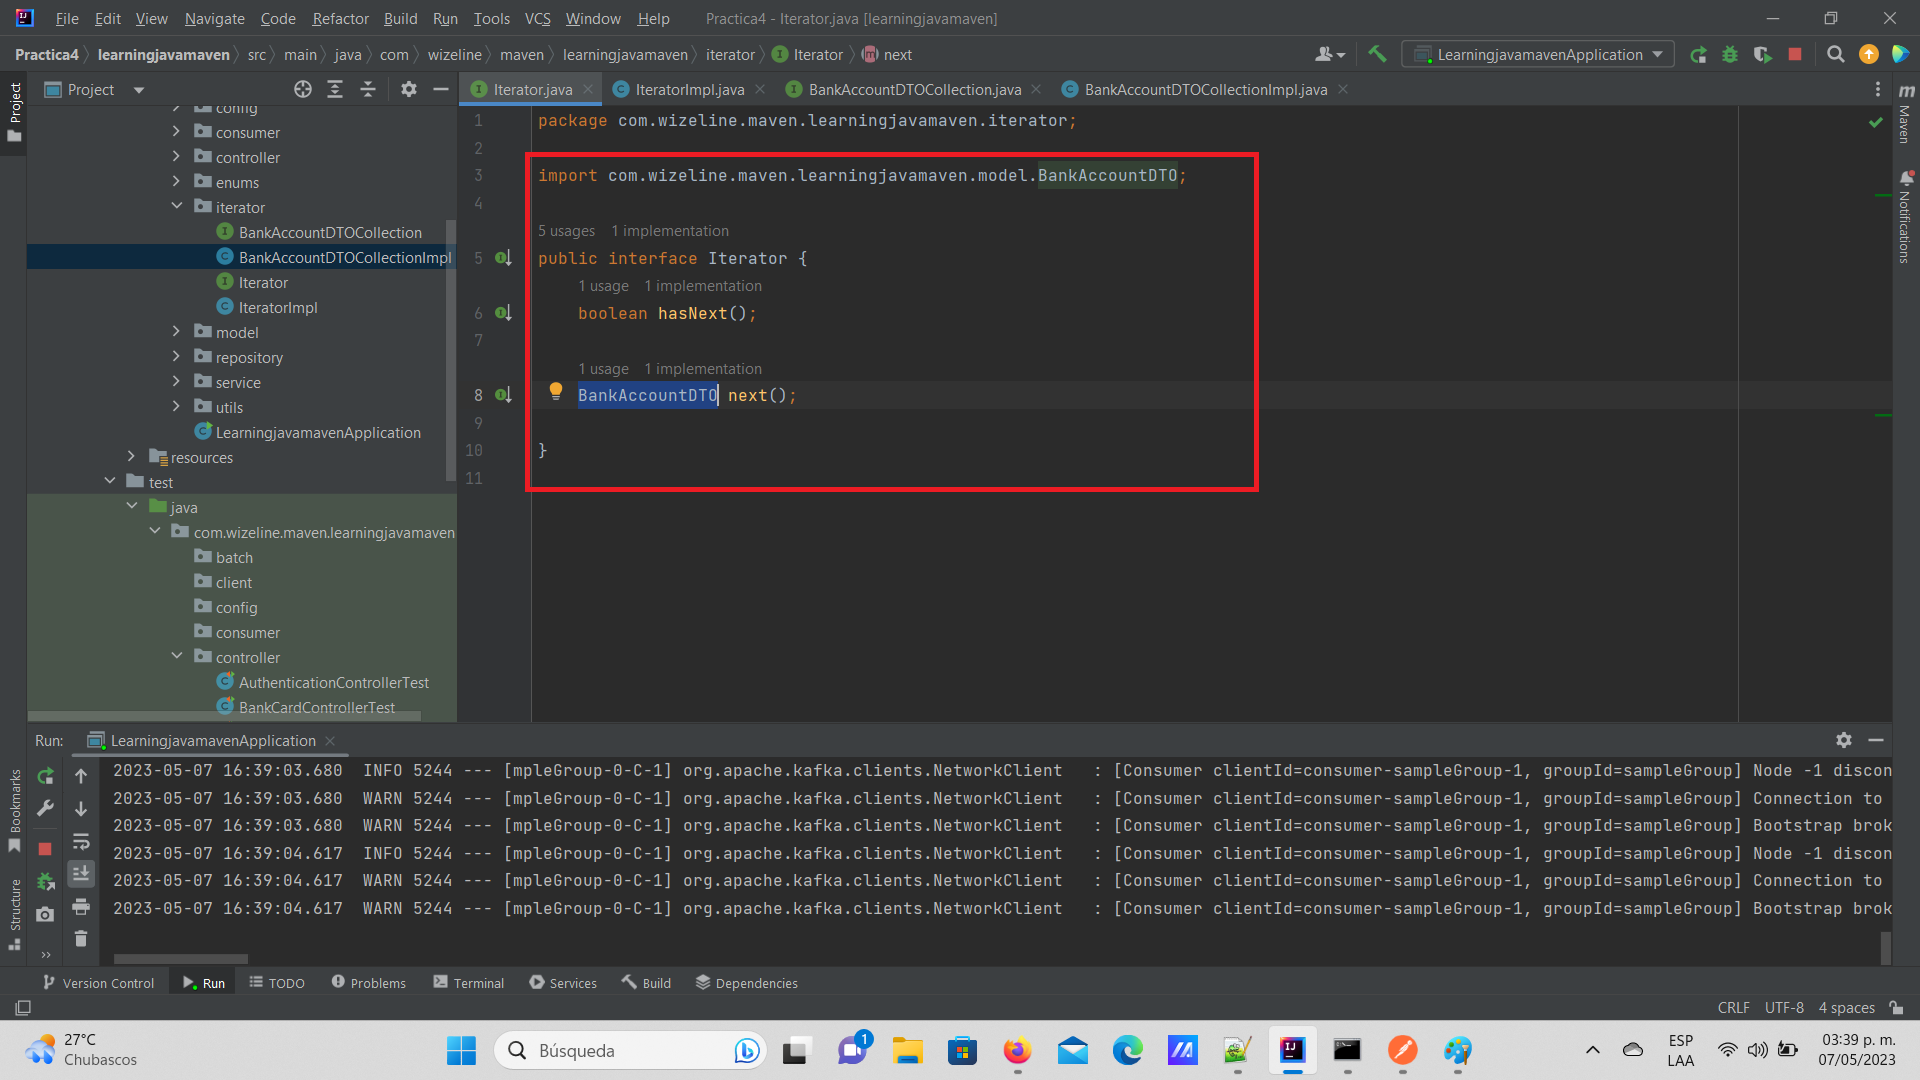 File Edit View Navigate Code Refactor Build Run Tools VCS Window Help Practica4 - Iterator.java [learningjavamaven]
Practica4 learningjavamaven src main java com wizeline maven learningjavamaven iterator Iterator next
LearningjavamavenApplication
Project
Project
config
consumer
controller
enums
iterator
BankAccountDTOCollection
BankAccountDTOCollectionImpl
Iterator
IteratorImpl
model
repository
service
utils
LearningjavamavenApplication
resources
test
java
com.wizeline.maven.learningjavamaven
batch
client
config
consumer
controller
AuthenticationControllerTest
BankCardControllerTest
Iterator.java IteratorImpl.java BankAccountDTOCollection.java BankAccountDTOCollectionImpl.java
1 package com.wizeline.maven.learningjavamaven.iterator;
2
3 import com.wizeline.maven.learningjavamaven.model.BankAccountDTO;
4
5 usages 1 implementation
5 public interface Iterator {
1 usage 1 implementation
6 boolean hasNext();
7
1 usage 1 implementation
8 BankAccountDTO next();
9
10 }
11
Maven
Notifications
Run: LearningjavamavenApplication
2023-05-07 16:39:03.680 INFO 5244 --- [mpleGroup-0-C-1] org.apache.kafka.clients.NetworkClient : [Consumer clientId=consumer-sampleGroup-1, groupId=sampleGroup] Node -1 discon
2023-05-07 16:39:03.680 WARN 5244 --- [mpleGroup-0-C-1] org.apache.kafka.clients.NetworkClient : [Consumer clientId=consumer-sampleGroup-1, groupId=sampleGroup] Connection to
2023-05-07 16:39:03.680 WARN 5244 --- [mpleGroup-0-C-1] org.apache.kafka.clients.NetworkClient : [Consumer clientId=consumer-sampleGroup-1, groupId=sampleGroup] Bootstrap brok
2023-05-07 16:39:04.617 INFO 5244 --- [mpleGroup-0-C-1] org.apache.kafka.clients.NetworkClient : [Consumer clientId=consumer-sampleGroup-1, groupId=sampleGroup] Node -1 discon
2023-05-07 16:39:04.617 WARN 5244 --- [mpleGroup-0-C-1] org.apache.kafka.clients.NetworkClient : [Consumer clientId=consumer-sampleGroup-1, groupId=sampleGroup] Connection to
2023-05-07 16:39:04.617 WARN 5244 --- [mpleGroup-0-C-1] org.apache.kafka.clients.NetworkClient : [Consumer clientId=consumer-sampleGroup-1, groupId=sampleGroup] Bootstrap brok
Bookmarks
Structure
Version Control Run TODO Problems Terminal Services Build Dependencies
CRLF UTF-8 4 spaces
27°C
Chubascos
Búsqueda
1
ESP
LAA
03:39 p. m.
07/05/2023